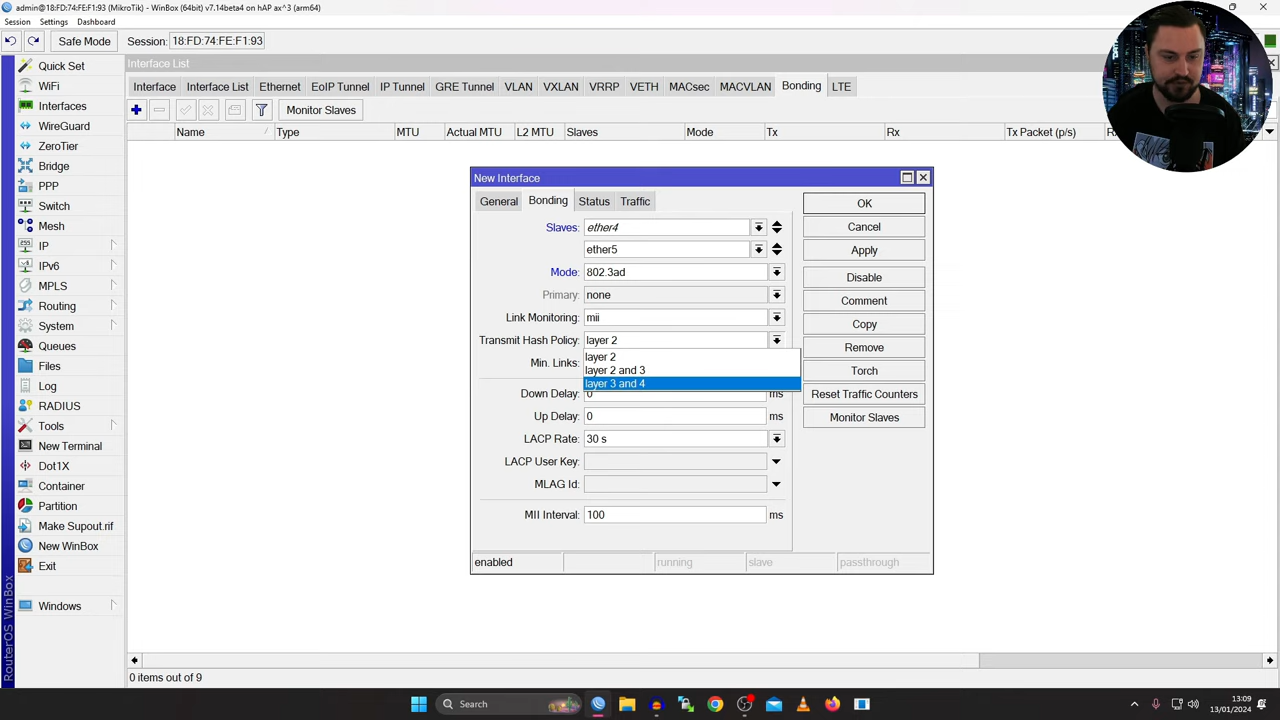 admin@18:FD:74:FE:F1:93 (MikroTik) - WinBox (64bit) v7.14beta4 on hAP ax^3 (arm64)
Session Settings Dashboard
Safe Mode Session: 18:FD:74:FE:F1:93
Quick Set
WiFi
Interfaces
WireGuard
ZeroTier
Bridge
PPP
Switch
Mesh
IP
IPv6
MPLS
Routing
System
Queues
Files
Log
RADIUS
Tools
New Terminal
Dot1X
Container
Partition
Make Supout.rif
New WinBox
Exit
Windows
RouterOS WinBox
Interface List
Interface Interface List Ethernet EoIP Tunnel IP Tunnel GRE Tunnel VLAN VXLAN VRRP VETH MACsec MACVLAN Bonding LTE
Monitor Slaves
Name Type MTU Actual MTU L2 MTU Slaves Mode Tx Rx Tx Packet (p/s)
New Interface
General Bonding Status Traffic
Slaves: ether4
ether5
Mode: 802.3ad
Primary: none
Link Monitoring: mii
Transmit Hash Policy: layer 2
layer 2
Min. Links:
layer 2 and 3
layer 3 and 4
Down Delay: 0 ms
Up Delay: 0 ms
LACP Rate: 30 s
LACP User Key:
MLAG Id:
MII Interval: 100 ms
OK
Cancel
Apply
Disable
Comment
Copy
Remove
Torch
Reset Traffic Counters
Monitor Slaves
enabled running slave passthrough
0 items out of 9
Search
13:09
13/01/2024